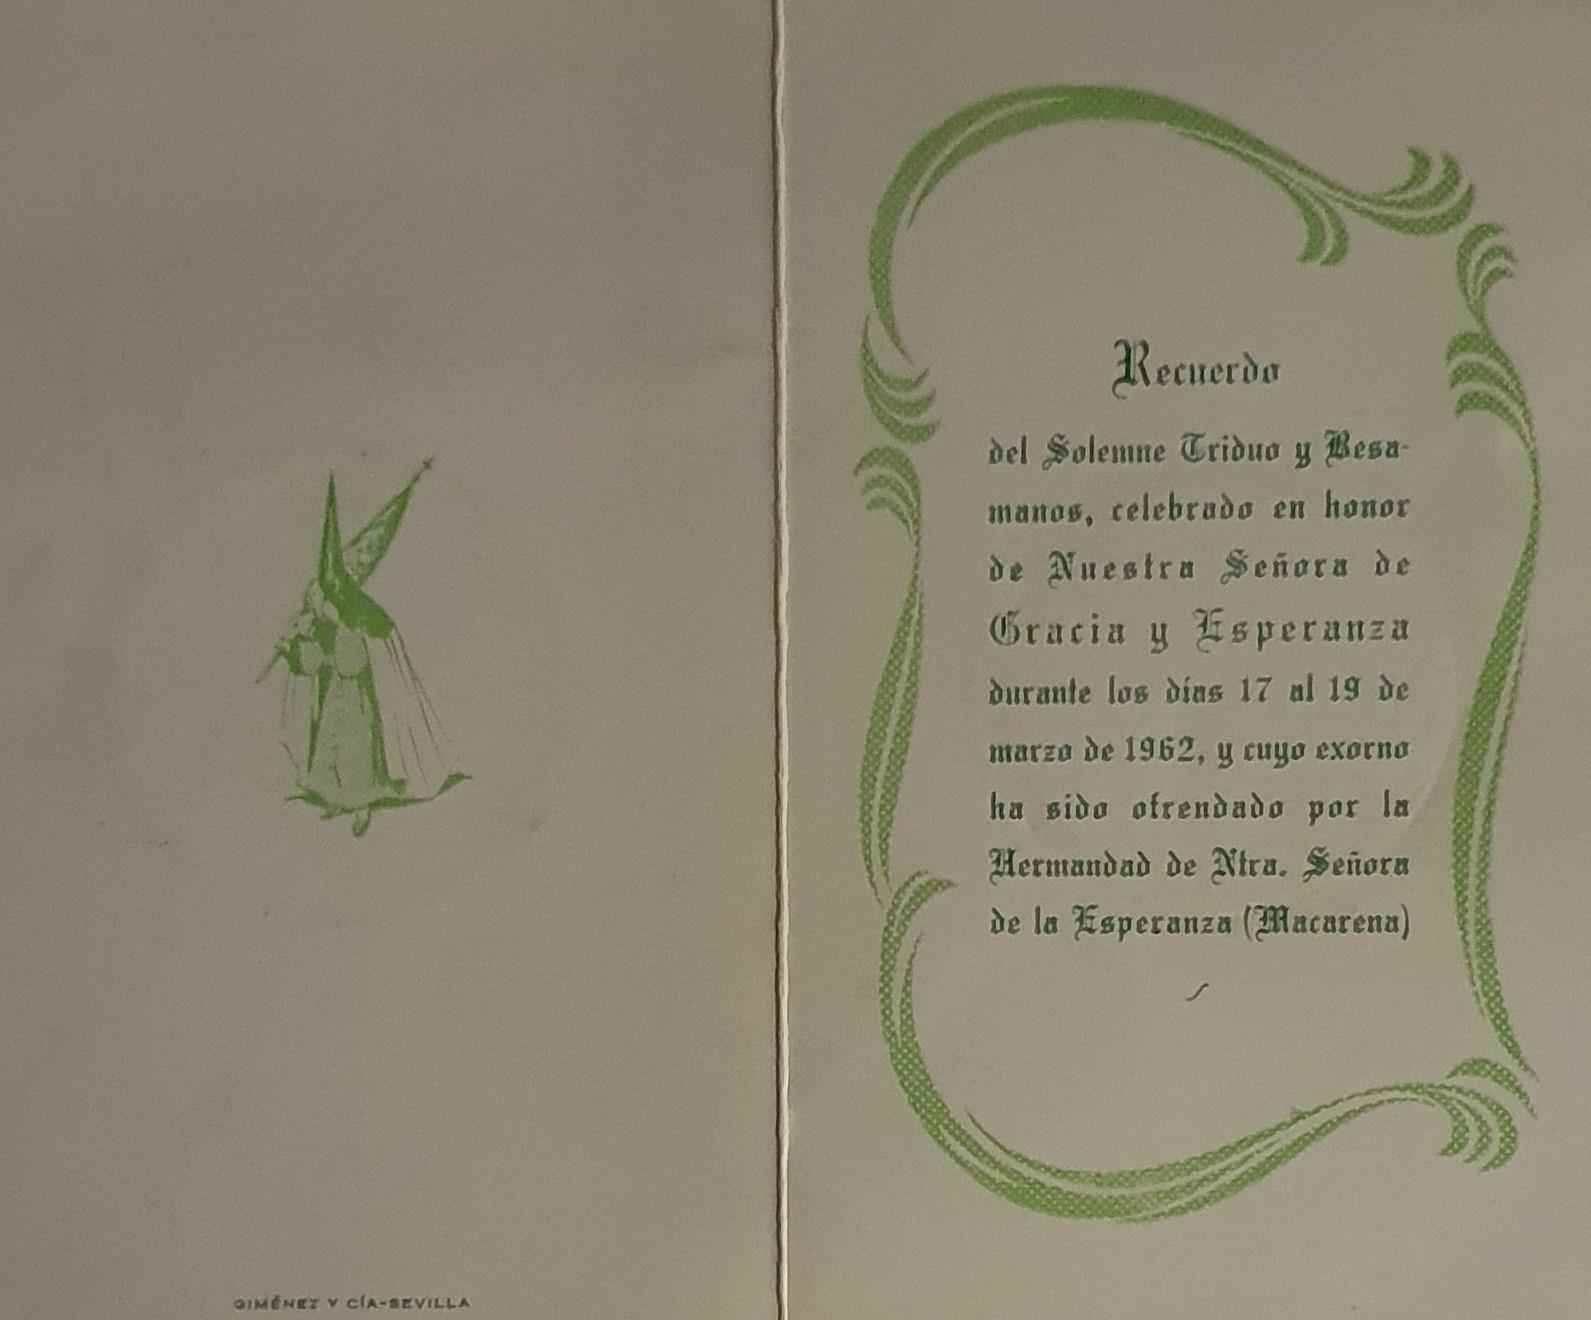 Recuerdo
del Solemne Triduo y Besa-
manos, celebrado en honor
de Nuestra Señora de
Gracia y Esperanza
durante los días 17 al 19 de
marzo de 1962, y cuyo exorno
ha sido ofrendado por la
Hermandad de Ntra. Señora
de la Esperanza (Macarena)
GIMÉNEZ Y CÍA-SEVILLA